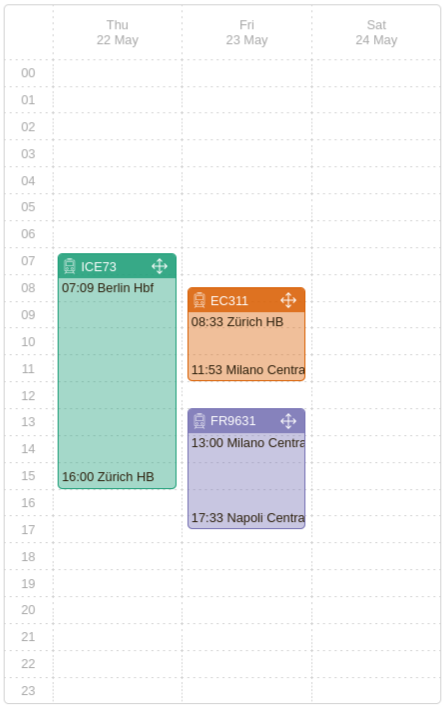 Thu
22 May
Fri
23 May
Sat
24 May
00
01
02
03
04
05
06
07
ICE73
08
07:09 Berlin Hbf
EC311
09
08:33 Zürich HB
10
11
11:53 Milano Centra
12
13
FR9631
14
13:00 Milano Centra
15
16:00 Zürich HB
16
17:33 Napoli Centra
17
18
19
20
21
22
23